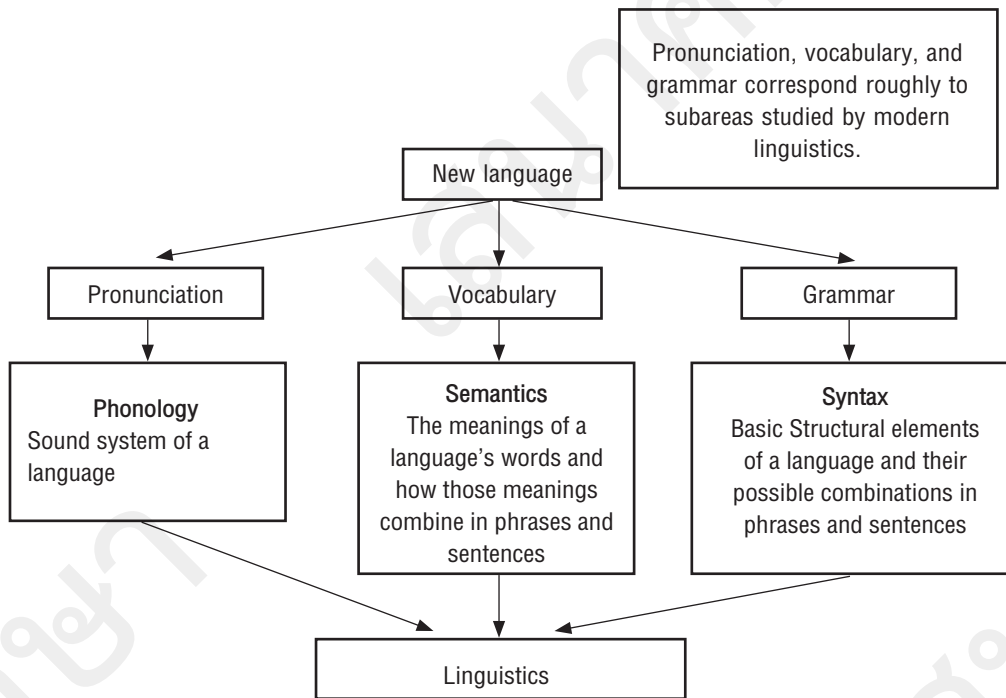 Pronunciation, vocabulary, and
grammar correspond roughly to
subareas studied by modern
linguistics.
New language
Pronunciation
Vocabulary
Grammar
Phonology
Sound system of a
language
Semantics
The meanings of a
language’s words and
how those meanings
combine in phrases and
sentences
Syntax
Basic Structural elements
of a language and their
possible combinations in
phrases and sentences
Linguistics